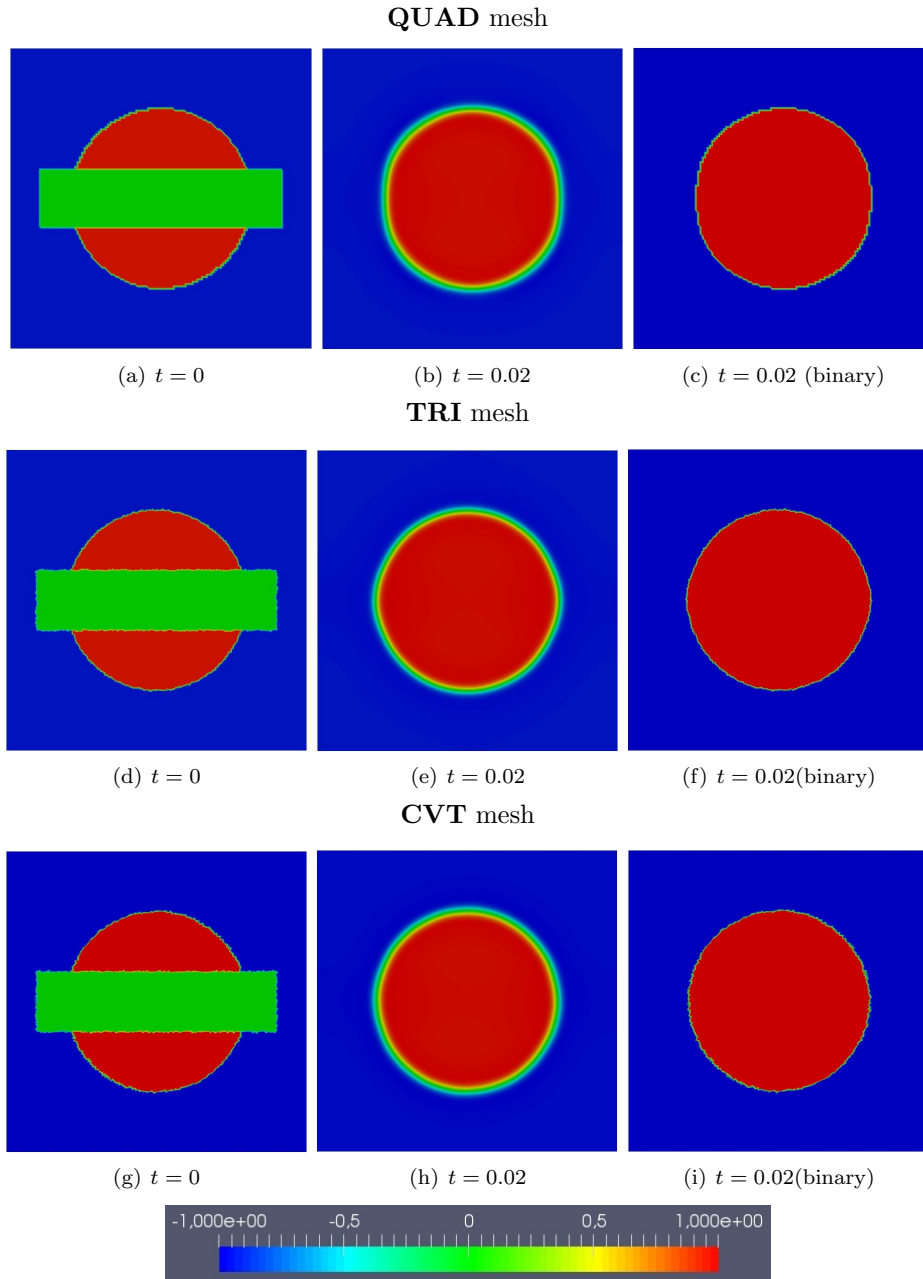 QUAD mesh
(a) t = 0
(b) t = 0.02
(c) t = 0.02 (binary)
TRI mesh
(d) t = 0
(e) t = 0.02
(f) t = 0.02(binary)
CVT mesh
(g) t = 0
(h) t = 0.02
(i) t = 0.02(binary)
-1,000e+00 -0,5 0 0,5 1,000e+00